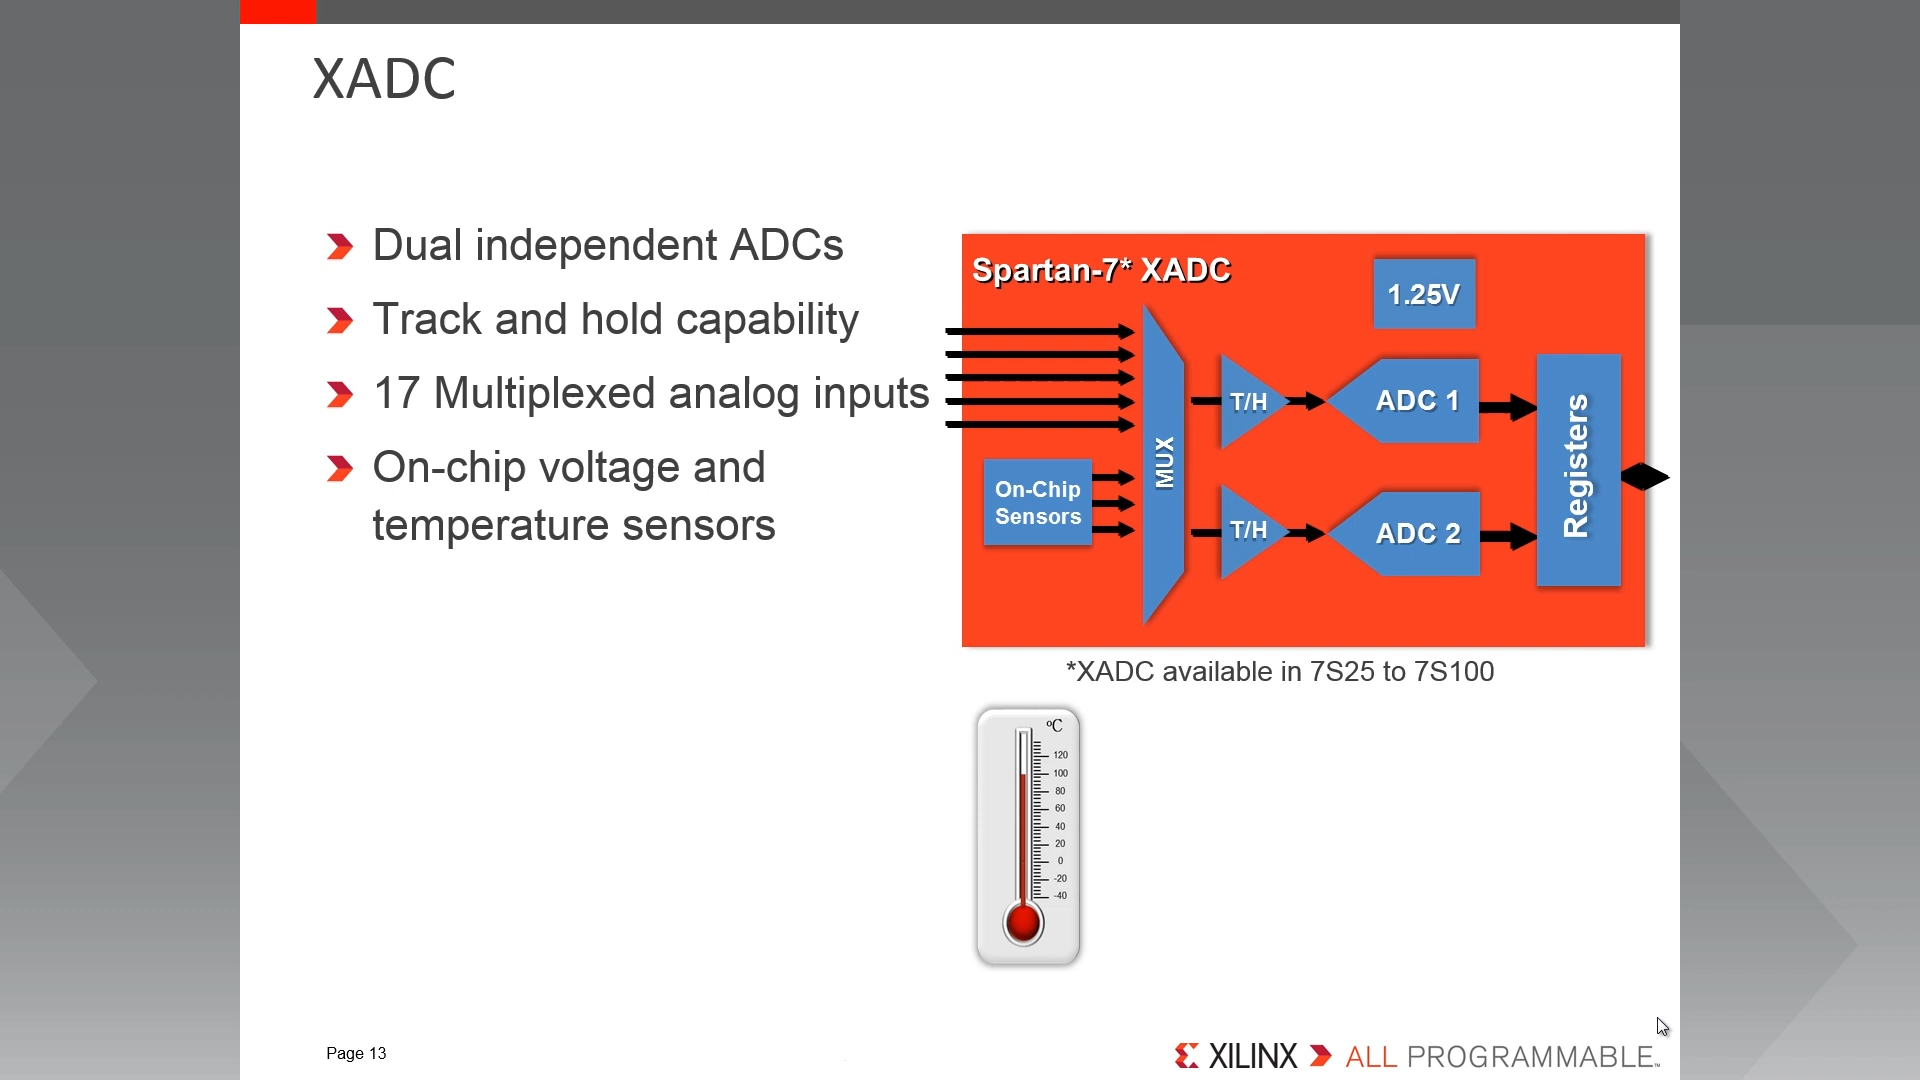 XADC
Dual independent ADCs
Track and hold capability
17 Multiplexed analog inputs
On-chip voltage and
temperature sensors
Spartan-7* XADC
1.25V
MUX
T/H
ADC 1
On-Chip
Sensors
T/H
ADC 2
Registers
*XADC available in 7S25 to 7S100
ºC
120
100
80
60
40
20
0
-20
-40
Page 13
XILINX ALL PROGRAMMABLE™